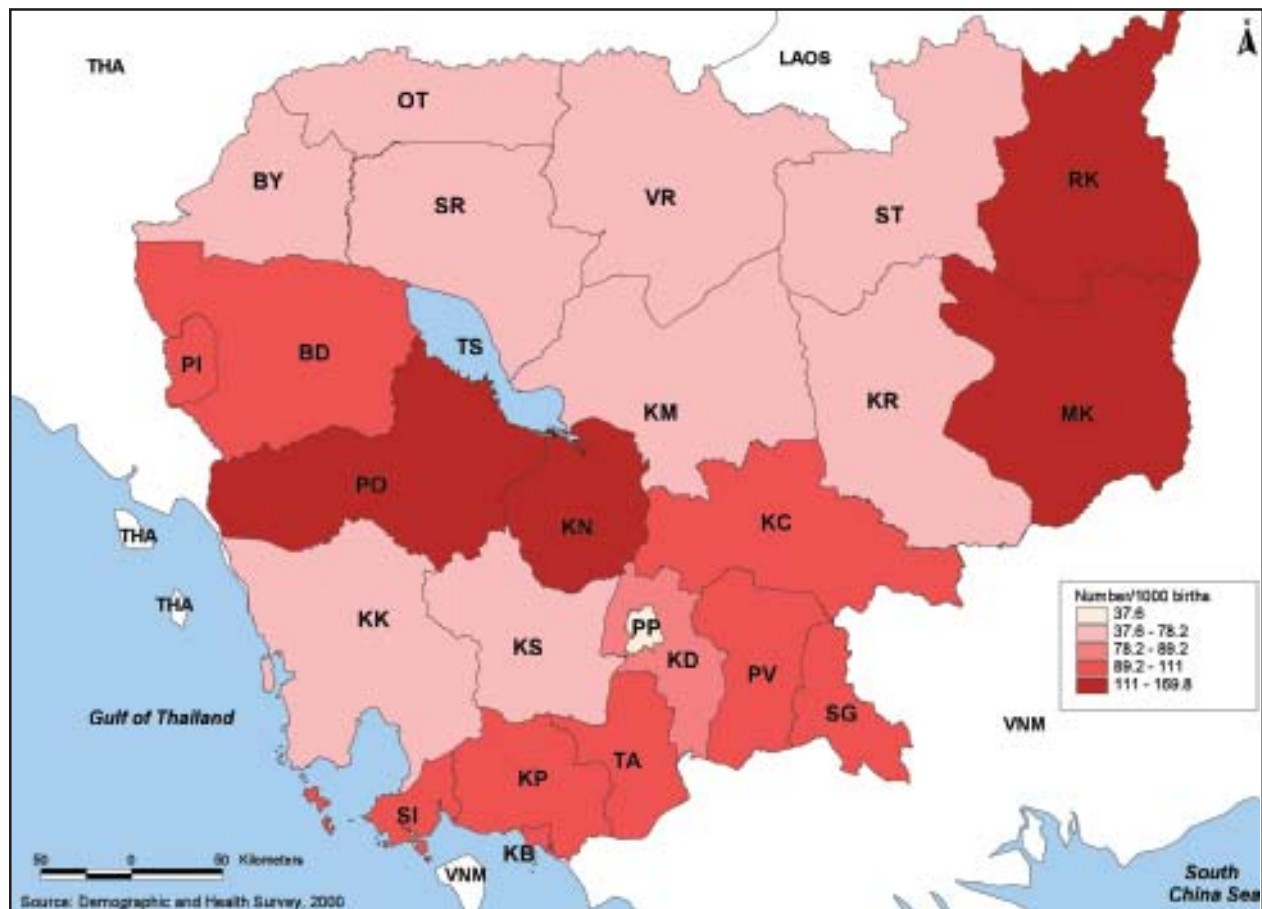 N
THA
LAOS
OT
BY
SR
VR
ST
RK
PI
BD
TS
KM
KR
MK
PO
KN
KC
THA
THA
KK
KS
PP
KD
PV
SG
Number/1000 births
37.6
37.6 - 78.2
78.2 - 89.2
89.2 - 111
111 - 169.8
Gulf of Thailand
VNM
TA
KP
SI
KB
VNM
50 0 50 Kilometers
South
China Sea
Source: Demographic and Health Survey, 2000